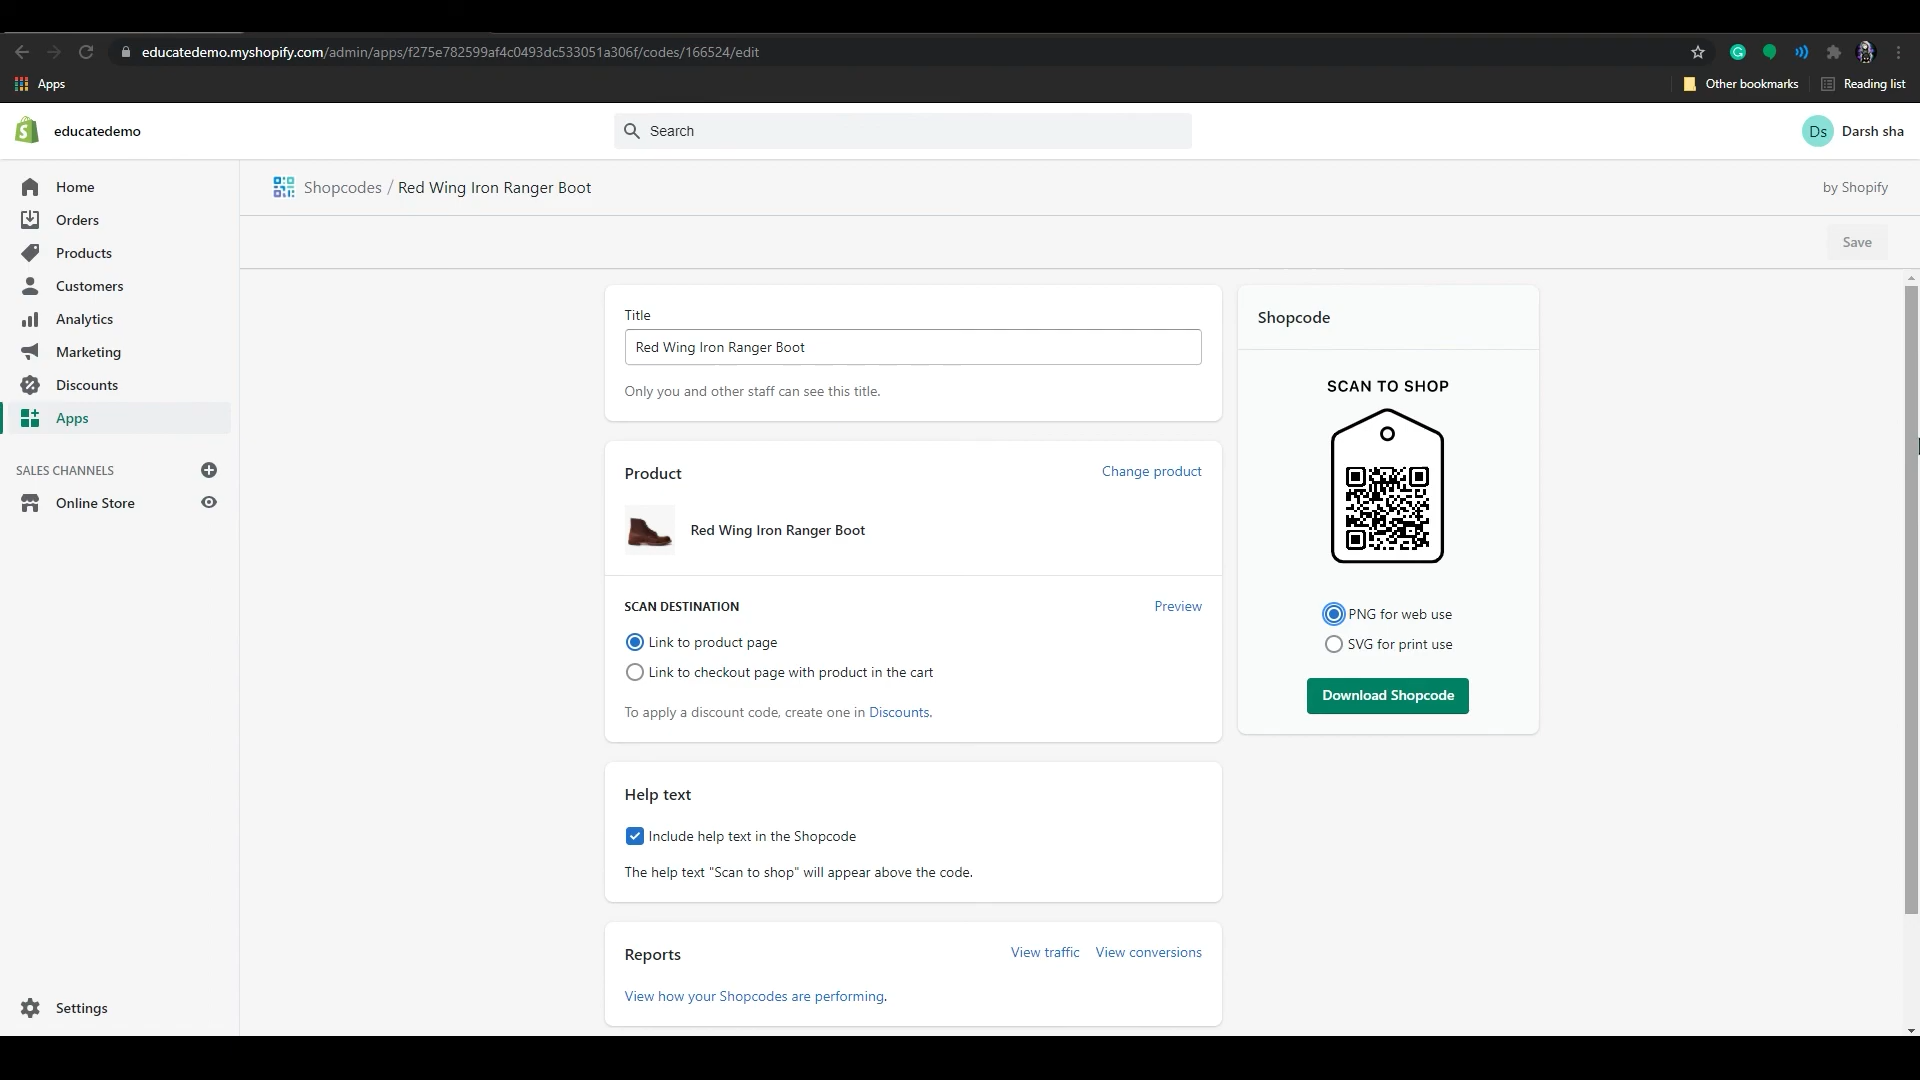 educatedemo.myshopify.com/admin/apps/f275e782599af4c0493dc533051a306f/codes/166524/edit
Apps
Other bookmarks
Reading list
educatedemo
Search
Ds
Darsh sha
Home
Orders
Products
Customers
Analytics
Marketing
Discounts
Apps
SALES CHANNELS
Online Store
Settings
Shopcodes / Red Wing Iron Ranger Boot
by Shopify
Save
Title
Red Wing Iron Ranger Boot
Only you and other staff can see this title.
Product
Change product
Red Wing Iron Ranger Boot
SCAN DESTINATION
Preview
Link to product page
Link to checkout page with product in the cart
To apply a discount code, create one in Discounts.
Help text
Include help text in the Shopcode
The help text "Scan to shop" will appear above the code.
Reports
View traffic
View conversions
View how your Shopcodes are performing.
Shopcode
SCAN TO SHOP
PNG for web use
SVG for print use
Download Shopcode